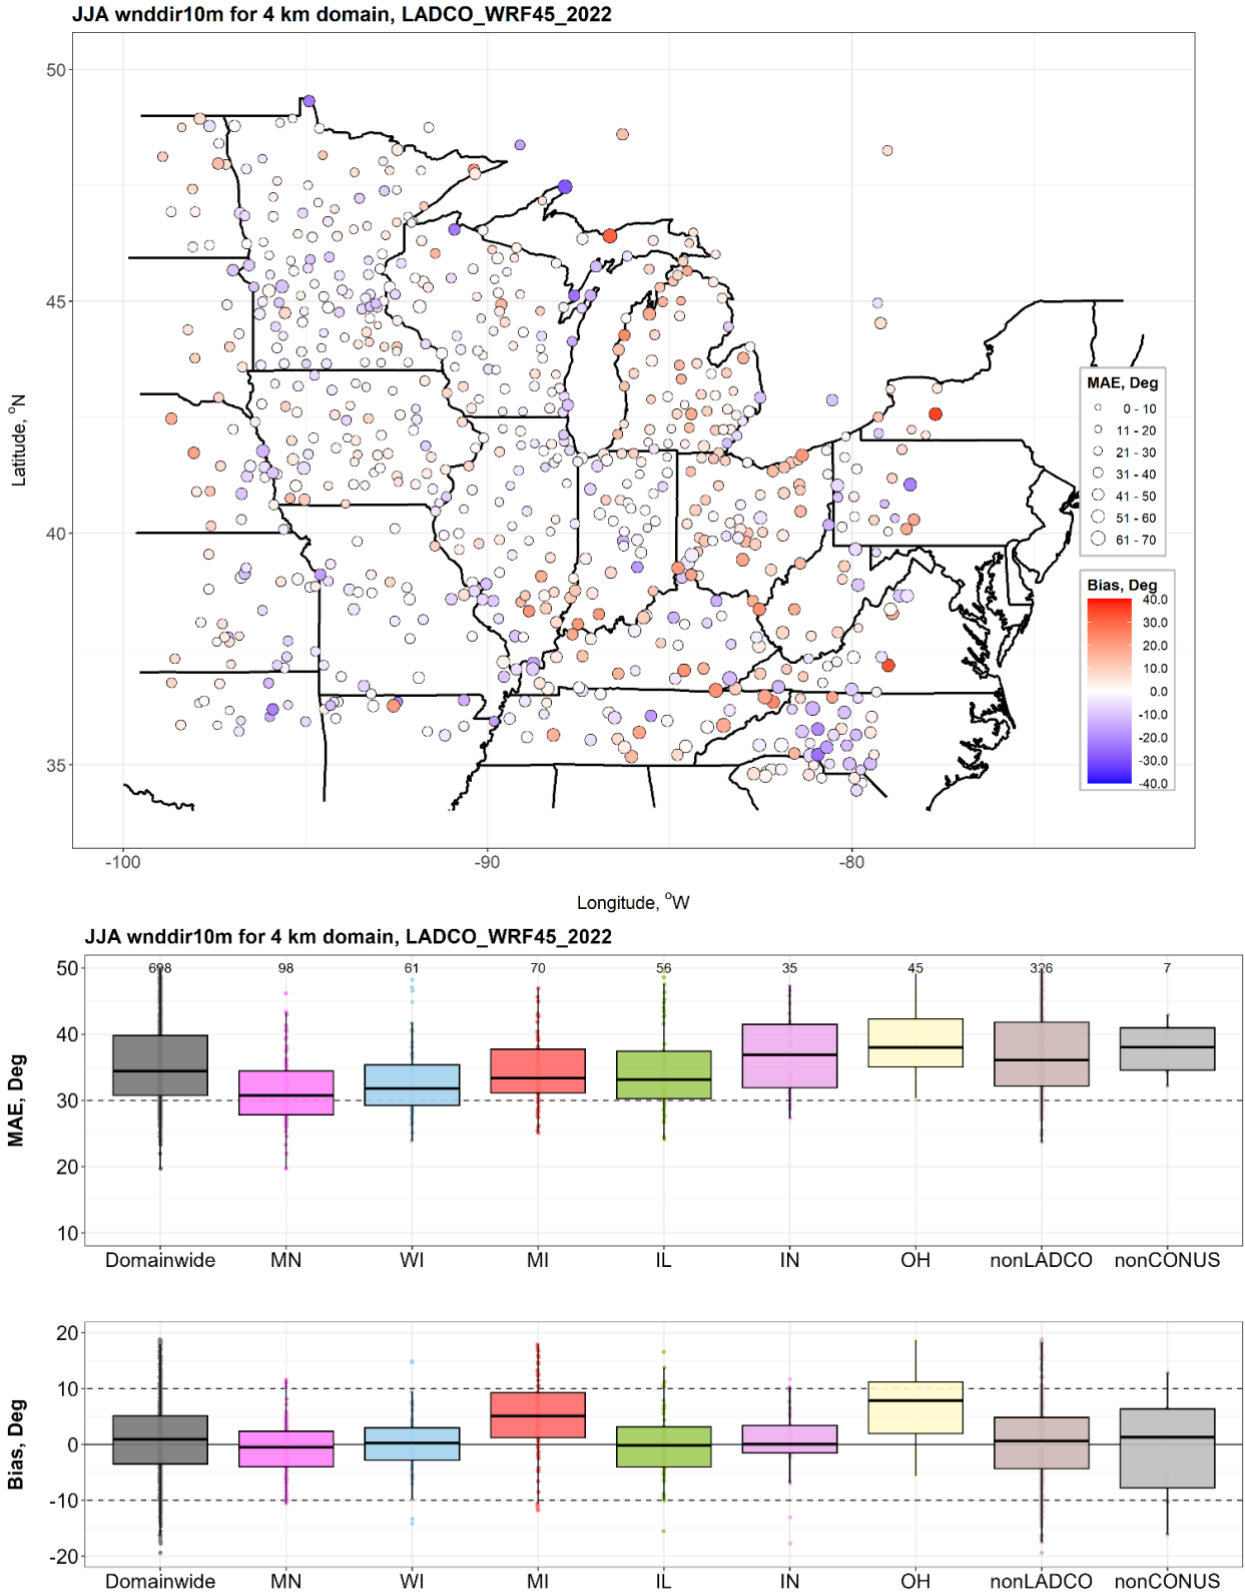 JJA wnddir10m for 4 km domain, LADCO_WRF45_2022
50
45
40
35
Latitude, °N
-100
-90
-80
Longitude, °W
MAE, Deg
0 - 10
11 - 20
21 - 30
31 - 40
41 - 50
51 - 60
61 - 70
Bias, Deg
40.0
30.0
20.0
10.0
0.0
-10.0
-20.0
-30.0
-40.0
JJA wnddir10m for 4 km domain, LADCO_WRF45_2022
698 98 61 70 56 35 45 326 7
50
40
30
20
10
MAE, Deg
Domainwide MN WI MI IL IN OH nonLADCO nonCONUS
20
10
0
-10
-20
Bias, Deg
Domainwide MN WI MI IL IN OH nonLADCO nonCONUS